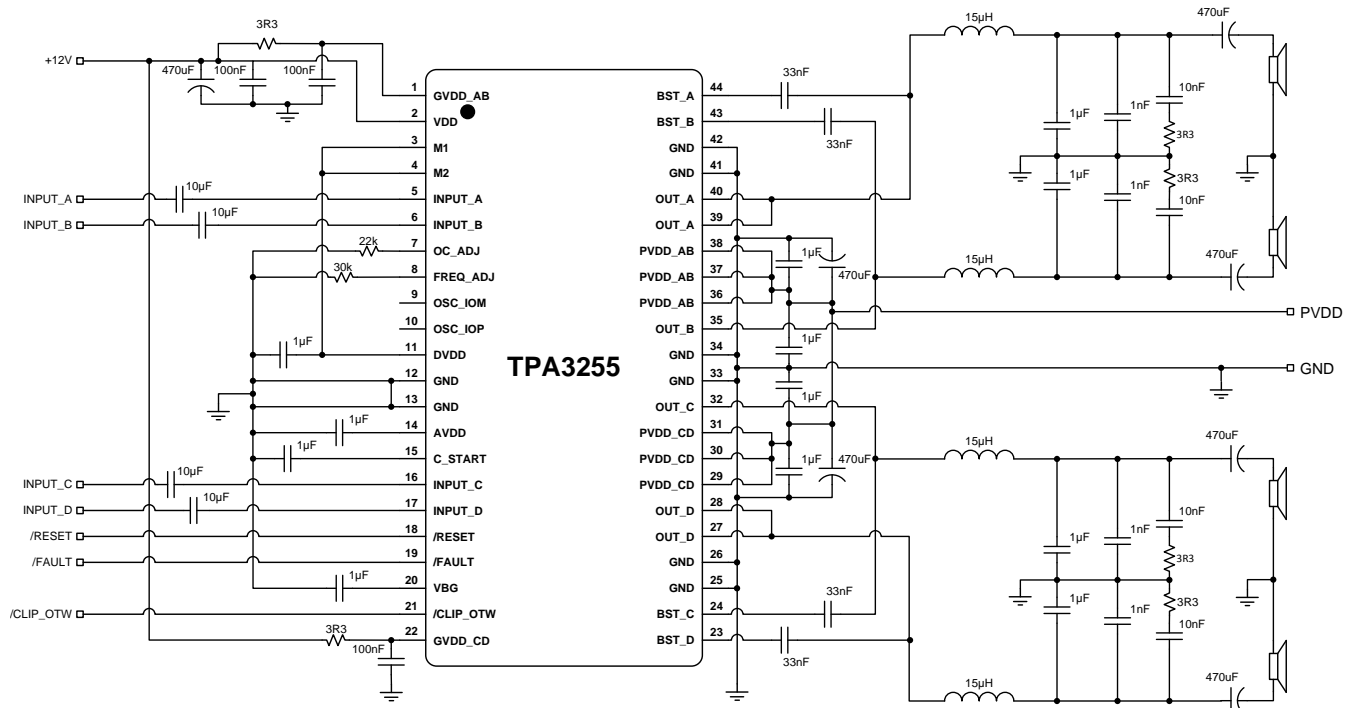 3R3
+12V
470uF
100nF
100nF
1
GVDD_AB
2
VDD
3
M1
4
M2
INPUT_A
10µF
5
INPUT_A
INPUT_B
10µF
6
INPUT_B
22k
7
OC_ADJ
30k
8
FREQ_ADJ
9
OSC_IOM
10
OSC_IOP
1µF
11
DVDD
12
GND
13
GND
1µF
14
AVDD
1µF
15
C_START
INPUT_C
10µF
16
INPUT_C
INPUT_D
10µF
17
INPUT_D
/RESET
18
/RESET
/FAULT
19
/FAULT
1µF
20
VBG
/CLIP_OTW
21
/CLIP_OTW
3R3
100nF
22
GVDD_CD
TPA3255
BST_A
44
33nF
BST_B
43
33nF
GND
42
GND
41
OUT_A
40
OUT_A
39
PVDD_AB
38
PVDD_AB
37
PVDD_AB
36
OUT_B
35
GND
34
GND
33
OUT_C
32
PVDD_CD
31
PVDD_CD
30
PVDD_CD
29
OUT_D
28
OUT_D
27
GND
26
GND
25
BST_C
24
33nF
BST_D
23
33nF
1µF
470uF
1µF
1µF
1µF
470uF
15µH
470uF
1µF
1nF
10nF
3R3
1µF
1nF
3R3
10nF
15µH
470uF
PVDD
GND
15µH
470uF
1µF
1nF
10nF
3R3
1µF
1nF
3R3
10nF
15µH
470uF